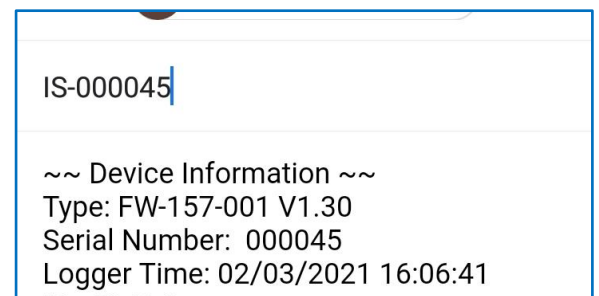 IS-000045
~~ Device Information ~~
Type: FW-157-001 V1.30
Serial Number:  000045
Logger Time: 02/03/2021 16:06:41